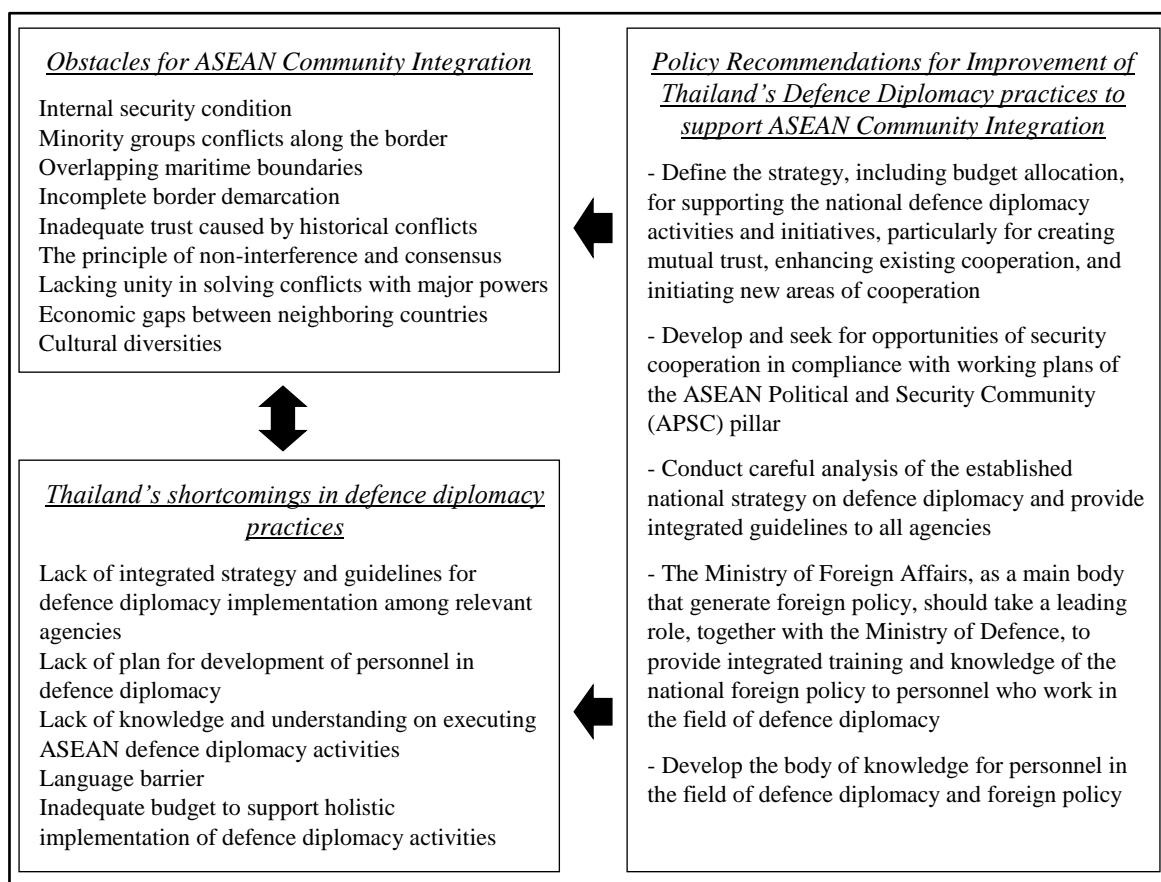 Obstacles for ASEAN Community Integration
Internal security condition
Minority groups conflicts along the border
Overlapping maritime boundaries
Incomplete border demarcation
Inadequate trust caused by historical conflicts
The principle of non-interference and consensus
Lacking unity in solving conflicts with major powers
Economic gaps between neighboring countries
Cultural diversities
Thailand's shortcomings in defence diplomacy
practices
Lack of integrated strategy and guidelines for
defence diplomacy implementation among relevant
agencies
Lack of plan for development of personnel in
defence diplomacy
Lack of knowledge and understanding on executing
ASEAN defence diplomacy activities
Language barrier
Inadequate budget to support holistic
implementation of defence diplomacy activities
Policy Recommendations for Improvement of
Thailand's Defence Diplomacy practices to
support ASEAN Community Integration
- Define the strategy, including budget allocation,
for supporting the national defence diplomacy
activities and initiatives, particularly for creating
mutual trust, enhancing existing cooperation, and
initiating new areas of cooperation
- Develop and seek for opportunities of security
cooperation in compliance with working plans of
the ASEAN Political and Security Community
(APSC) pillar
- Conduct careful analysis of the established
national strategy on defence diplomacy and provide
integrated guidelines to all agencies
- The Ministry of Foreign Affairs, as a main body
that generate foreign policy, should take a leading
role, together with the Ministry of Defence, to
provide integrated training and knowledge of the
national foreign policy to personnel who work in
the field of defence diplomacy
- Develop the body of knowledge for personnel in
the field of defence diplomacy and foreign policy